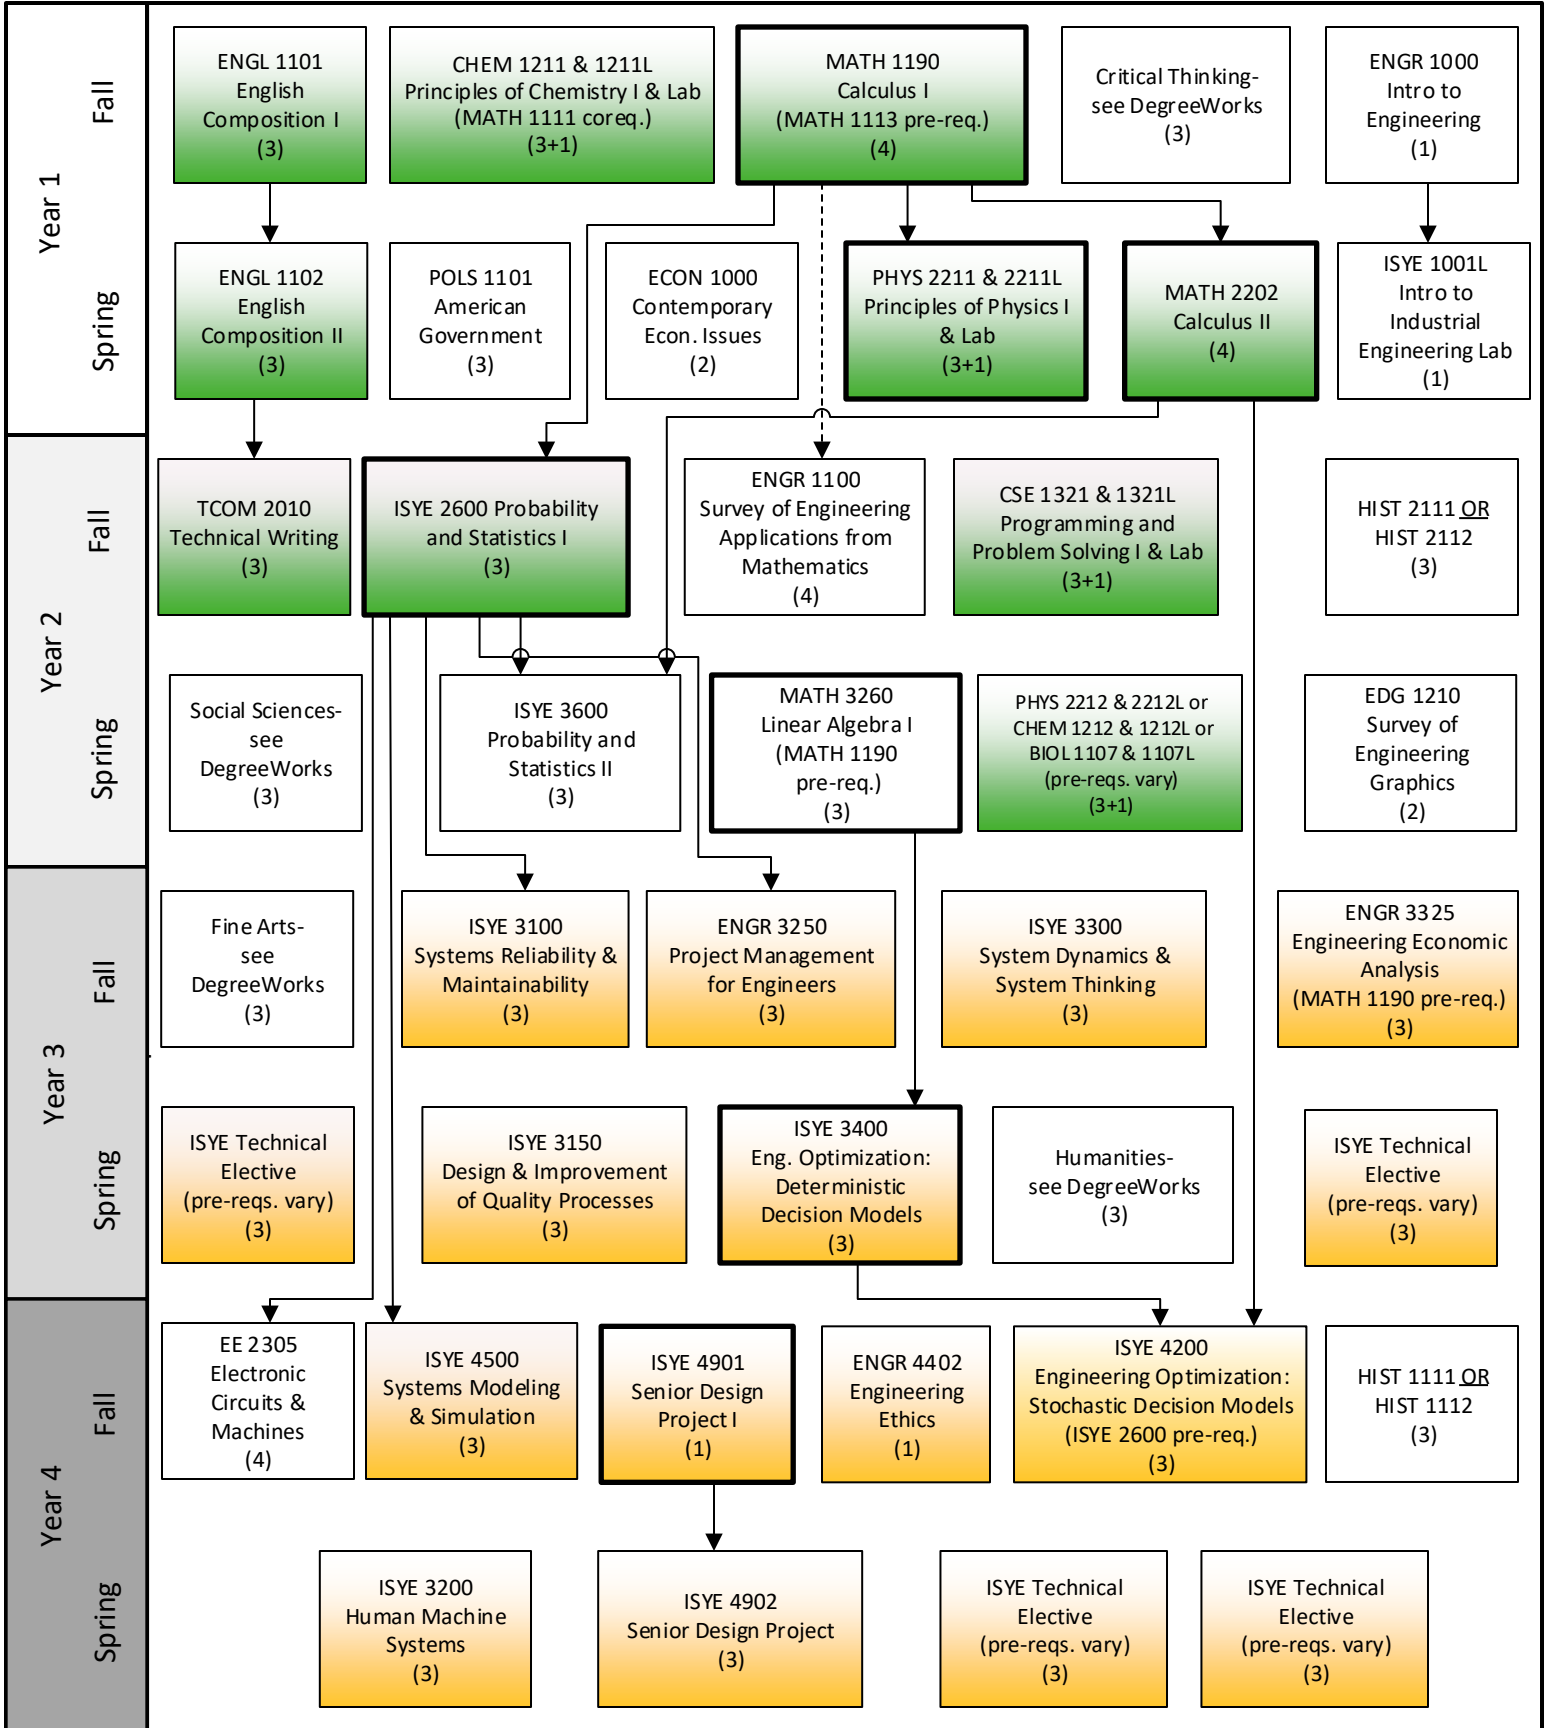 Year 1
Fall
ENGL 1101
English
Composition I
(3)
CHEM 1211 & 1211L
Principles of Chemistry I & Lab
(MATH 1111 coreq.)
(3+1)
MATH 1190
Calculus I
(MATH 1113 pre-req.)
(4)
Critical Thinking-
see DegreeWorks
(3)
ENGR 1000
Intro to
Engineering
(1)
Spring
ENGL 1102
English
Composition II
(3)
POLS 1101
American
Government
(3)
ECON 1000
Contemporary
Econ. Issues
(2)
PHYS 2211 & 2211L
Principles of Physics I
& Lab
(3+1)
MATH 2202
Calculus II
(4)
ISYE 1001L
Intro to
Industrial
Engineering Lab
(1)
Year 2
Fall
TCOM 2010
Technical Writing
(3)
ISYE 2600 Probability
and Statistics I
(3)
ENGR 1100
Survey of Engineering
Applications from
Mathematics
(4)
CSE 1321 & 1321L
Programming and
Problem Solving I & Lab
(3+1)
HIST 2111 OR
HIST 2112
(3)
Spring
Social Sciences-
see
DegreeWorks
(3)
ISYE 3600
Probability and
Statistics II
(3)
MATH 3260
Linear Algebra I
(MATH 1190
pre-req.)
(3)
PHYS 2212 & 2212L or
CHEM 1212 & 1212L or
BIOL 1107 & 1107L
(pre-reqs. vary)
(3+1)
EDG 1210
Survey of
Engineering
Graphics
(2)
Year 3
Fall
Fine Arts-
see
DegreeWorks
(3)
ISYE 3100
Systems Reliability &
Maintainability
(3)
ENGR 3250
Project Management
for Engineers
(3)
ISYE 3300
System Dynamics &
System Thinking
(3)
ENGR 3325
Engineering Economic
Analysis
(MATH 1190 pre-req.)
(3)
Spring
ISYE Technical
Elective
(pre-reqs. vary)
(3)
ISYE 3150
Design & Improvement
of Quality Processes
(3)
ISYE 3400
Eng. Optimization:
Deterministic
Decision Models
(3)
Humanities-
see DegreeWorks
(3)
ISYE Technical
Elective
(pre-reqs. vary)
(3)
Year 4
Fall
EE 2305
Electronic
Circuits &
Machines
(4)
ISYE 4500
Systems Modeling
& Simulation
(3)
ISYE 4901
Senior Design
Project I
(1)
ENGR 4402
Engineering
Ethics
(1)
ISYE 4200
Engineering Optimization:
Stochastic Decision Models
(ISYE 2600 pre-req.)
(3)
HIST 1111 OR
HIST 1112
(3)
Spring
ISYE 3200
Human Machine
Systems
(3)
ISYE 4902
Senior Design Project
(3)
ISYE Technical
Elective
(pre-reqs. vary)
(3)
ISYE Technical
Elective
(pre-reqs. vary)
(3)